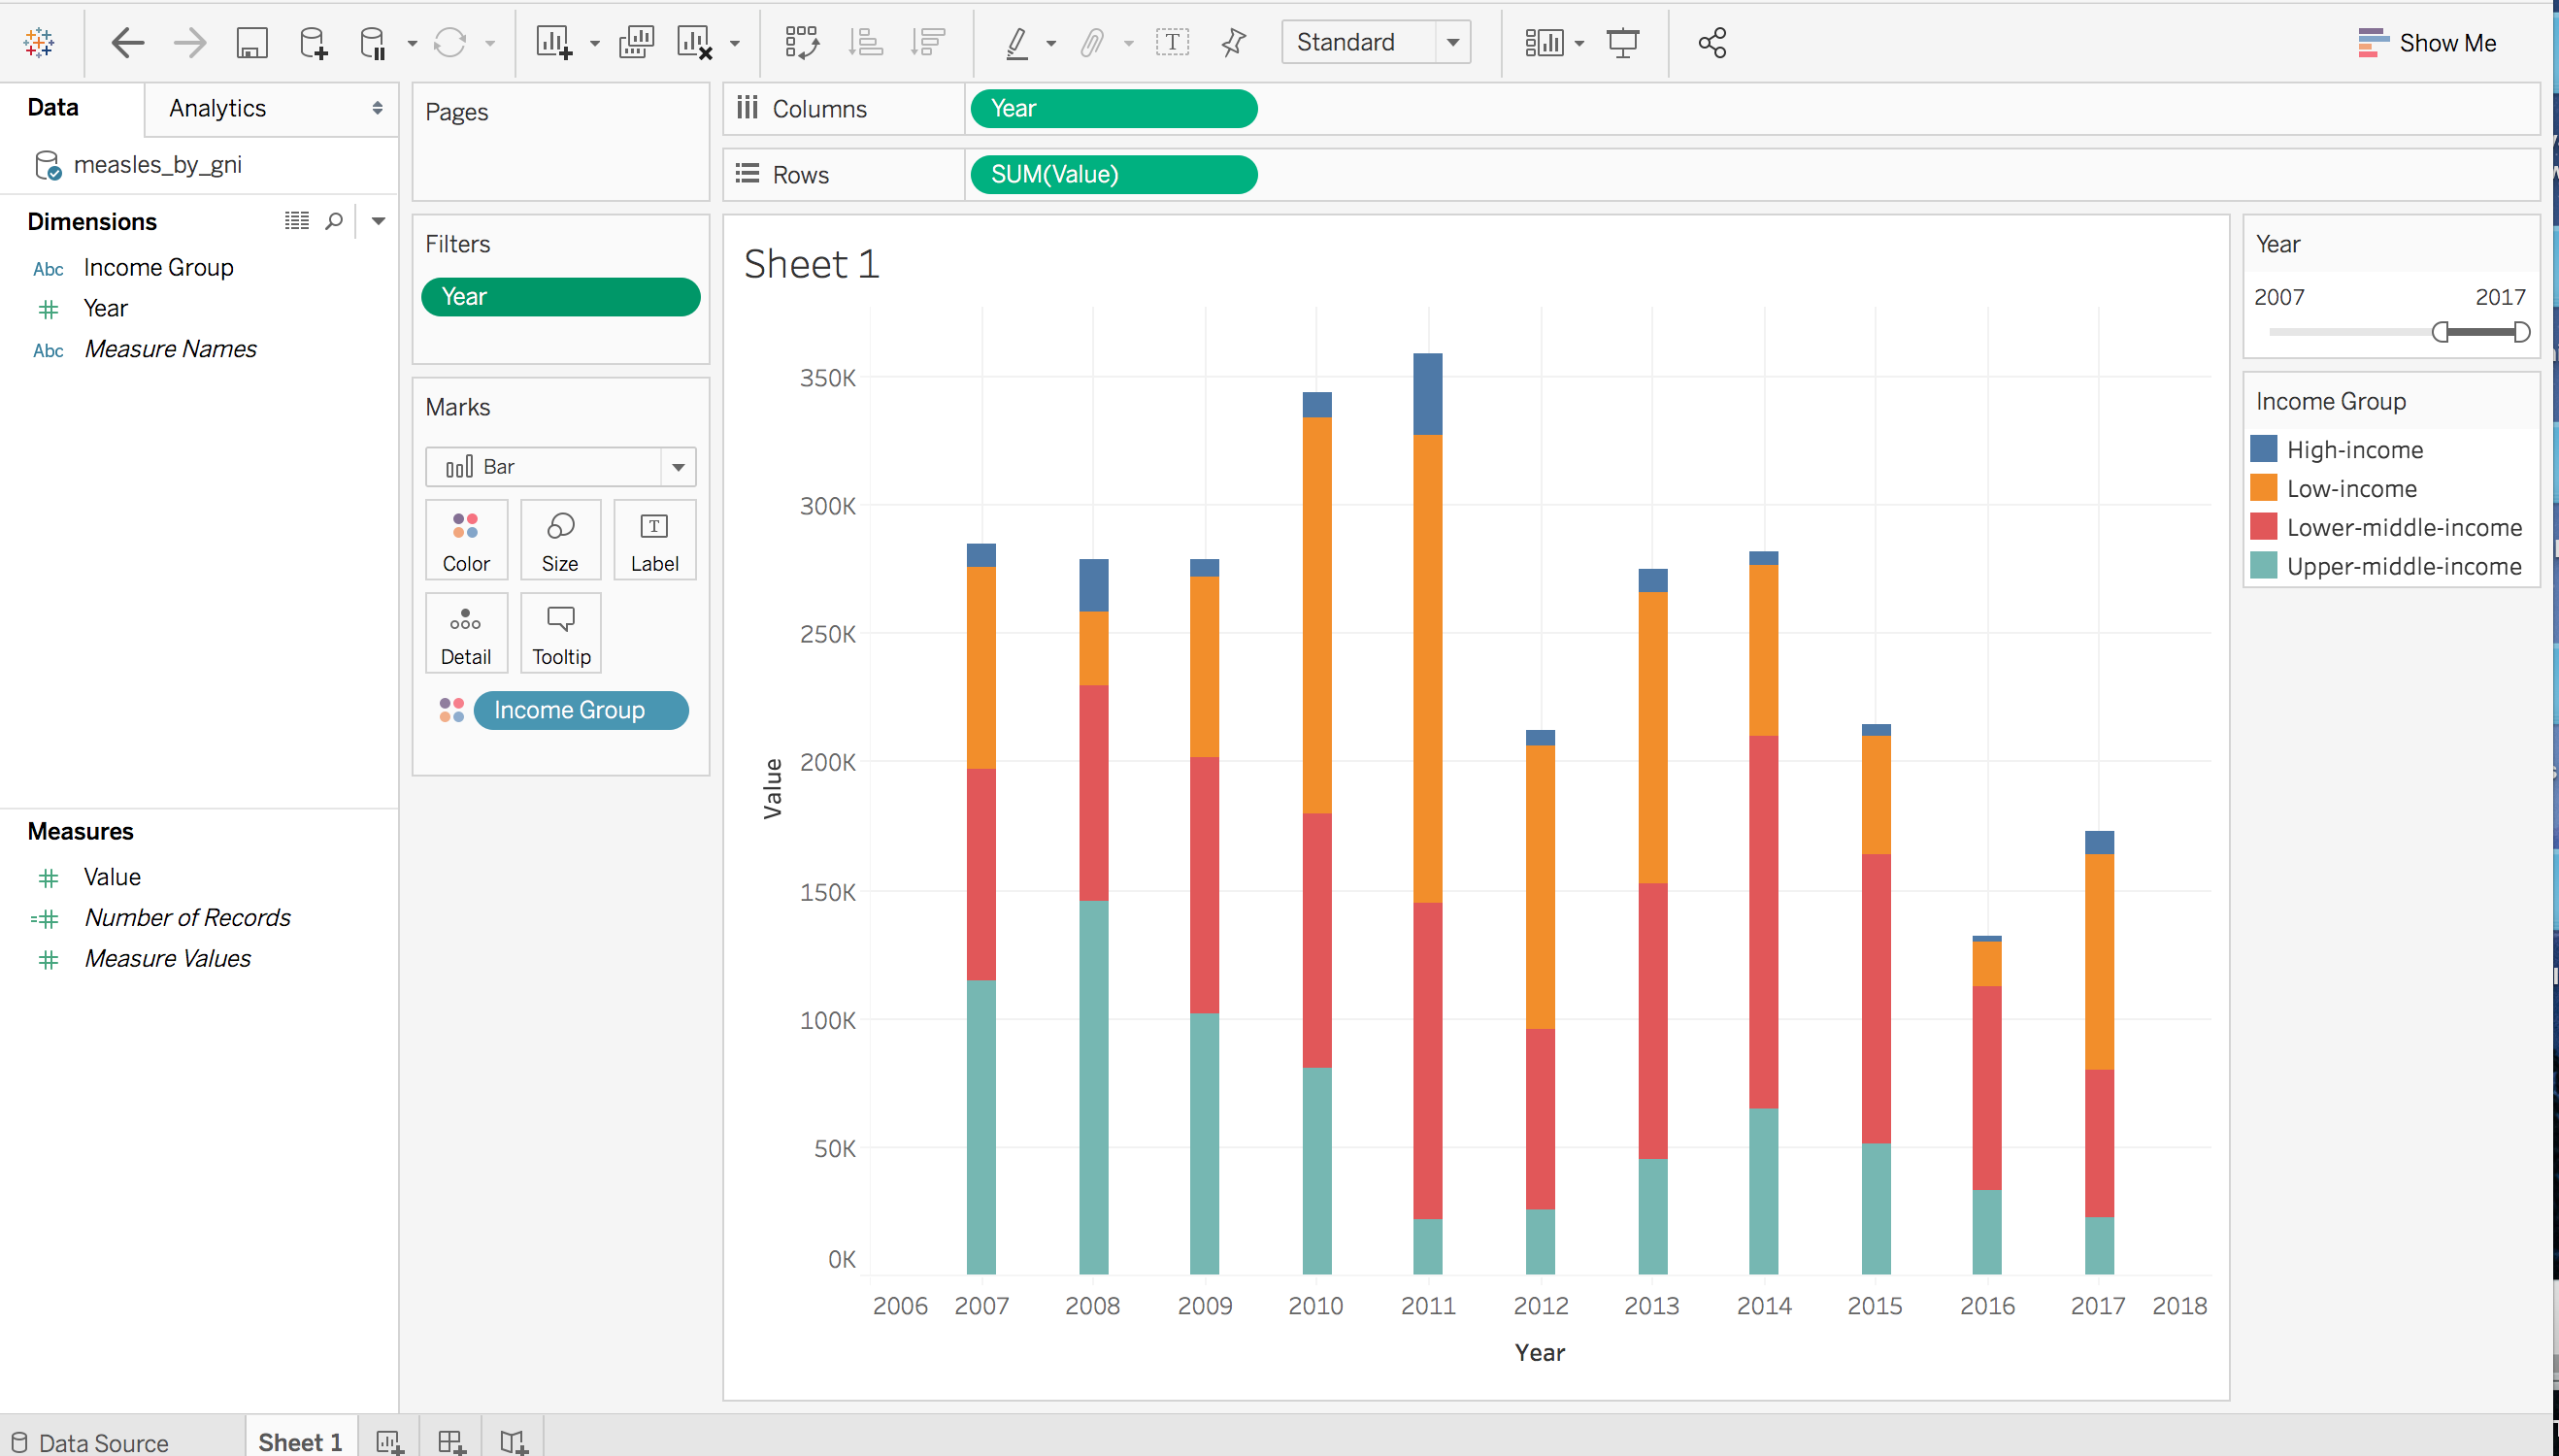 Standard
Show Me
Data
Analytics
measles_by_gni
Dimensions
Abc Income Group
Year
Abc Measure Names
Measures
Value
=# Number of Records
Measure Values
Pages
Filters
Year
Marks
Bar
Color Size Label
Detail Tooltip
Income Group
Columns Year
Rows SUM(Value)
Sheet 1
350K
300K
250K
200K
150K
100K
50K
0K
Value
2006 2007 2008 2009 2010 2011 2012 2013 2014 2015 2016 2017 2018
Year
Year
2007 2017
Income Group
High-income
Low-income
Lower-middle-income
Upper-middle-income
Data Source
Sheet 1